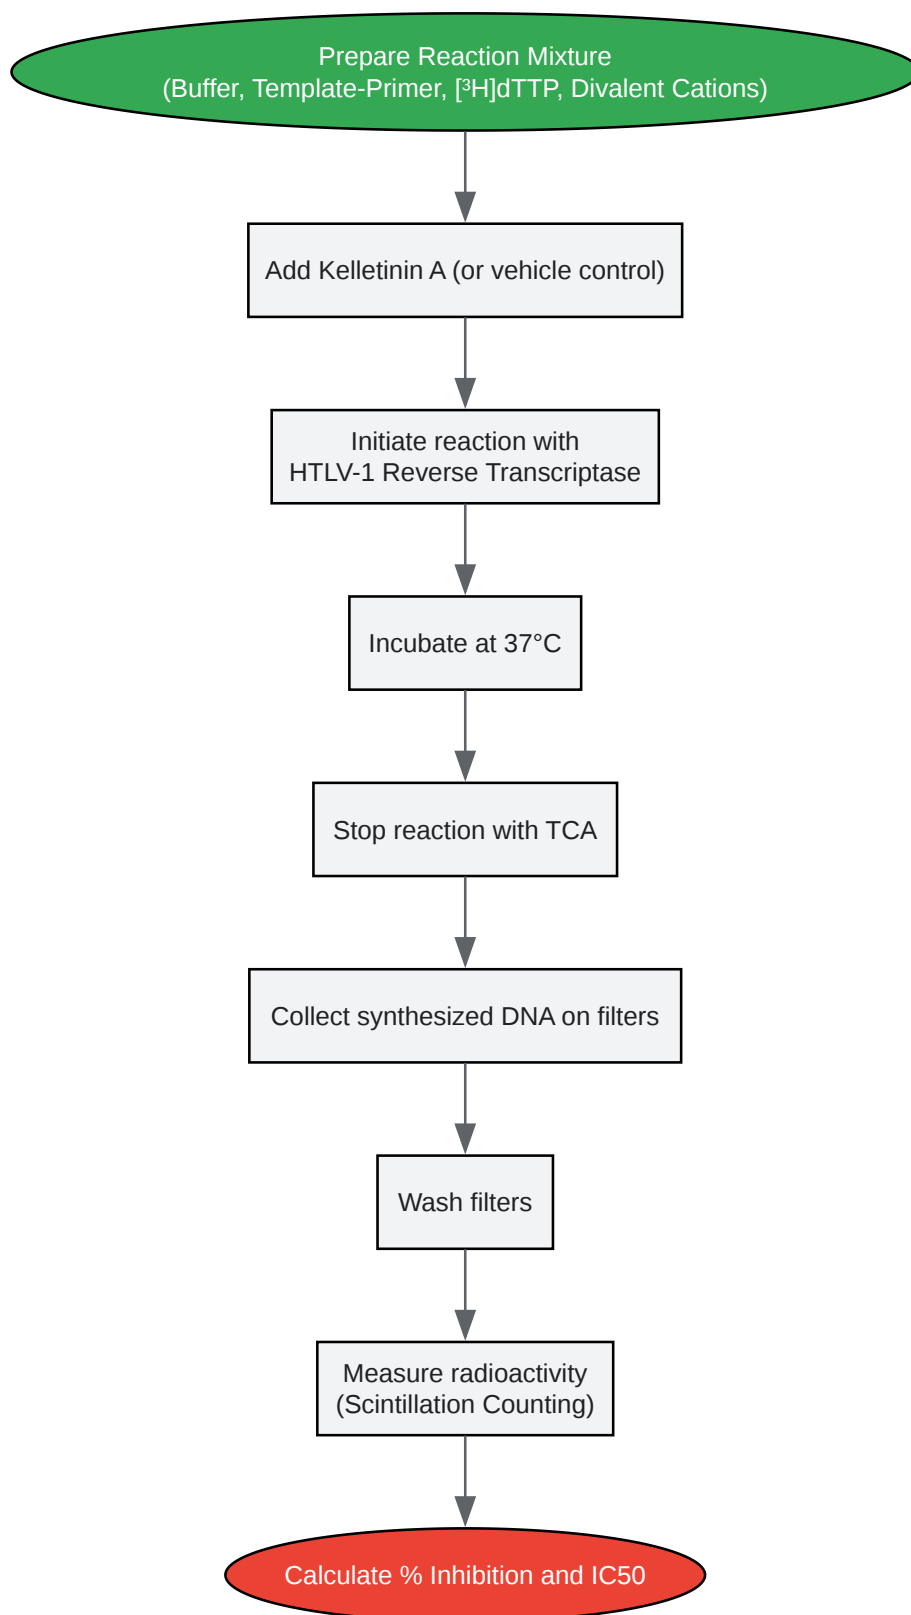 Prepare Reaction Mixture
(Buffer, Template-Primer, [³H]dTTP, Divalent Cations)
Add Kelletinin A (or vehicle control)
Initiate reaction with
HTLV-1 Reverse Transcriptase
Incubate at 37°C
Stop reaction with TCA
Collect synthesized DNA on filters
Wash filters
Measure radioactivity
(Scintillation Counting)
Calculate % Inhibition and IC50